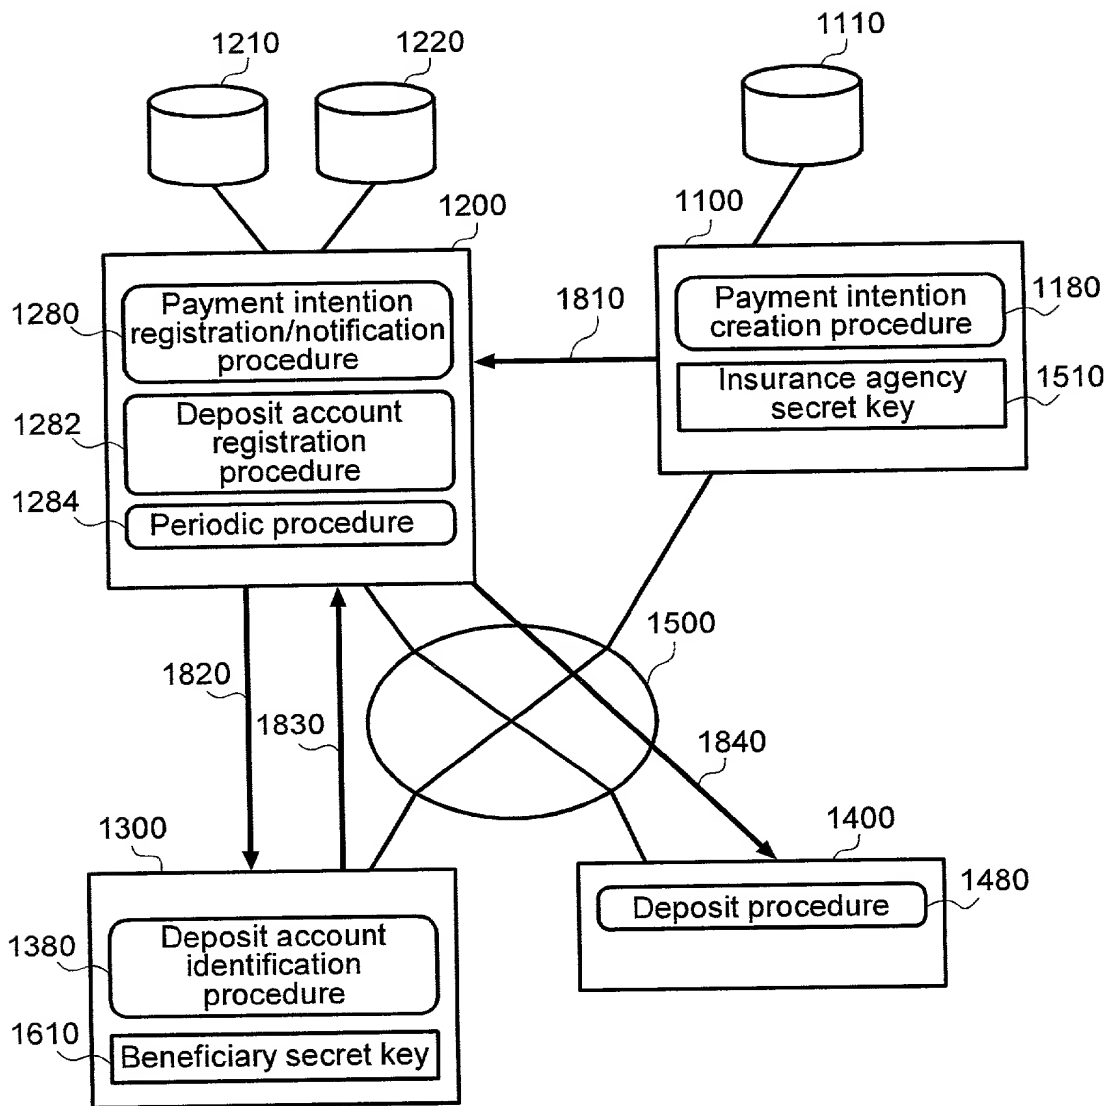 1210
1220
1110
1200
1100
1280
Payment intention
registration/notification
procedure
1810
Payment intention
creation procedure
1180
Insurance agency
secret key
1510
1282
Deposit account
registration
procedure
1284
Periodic procedure
1500
1820
1830
1840
1300
1400
Deposit procedure
1480
1380
Deposit account
identification
procedure
1610
Beneficiary secret key